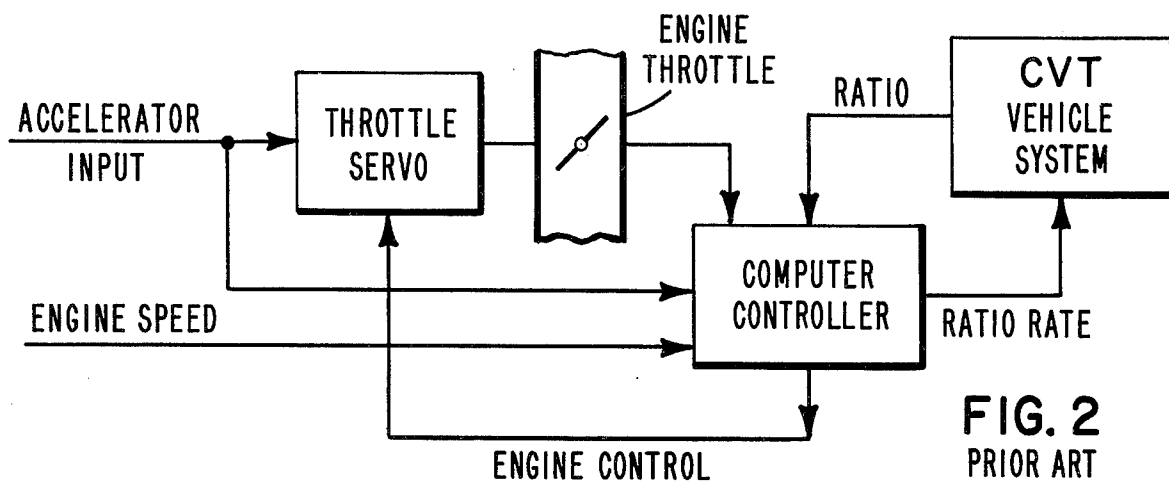 ENGINE
THROTTLE
CVT
VEHICLE
SYSTEM
RATIO
ACCELERATOR
INPUT
THROTTLE
SERVO
COMPUTER
CONTROLLER
ENGINE SPEED
RATIO RATE
ENGINE CONTROL
FIG. 2
PRIOR ART